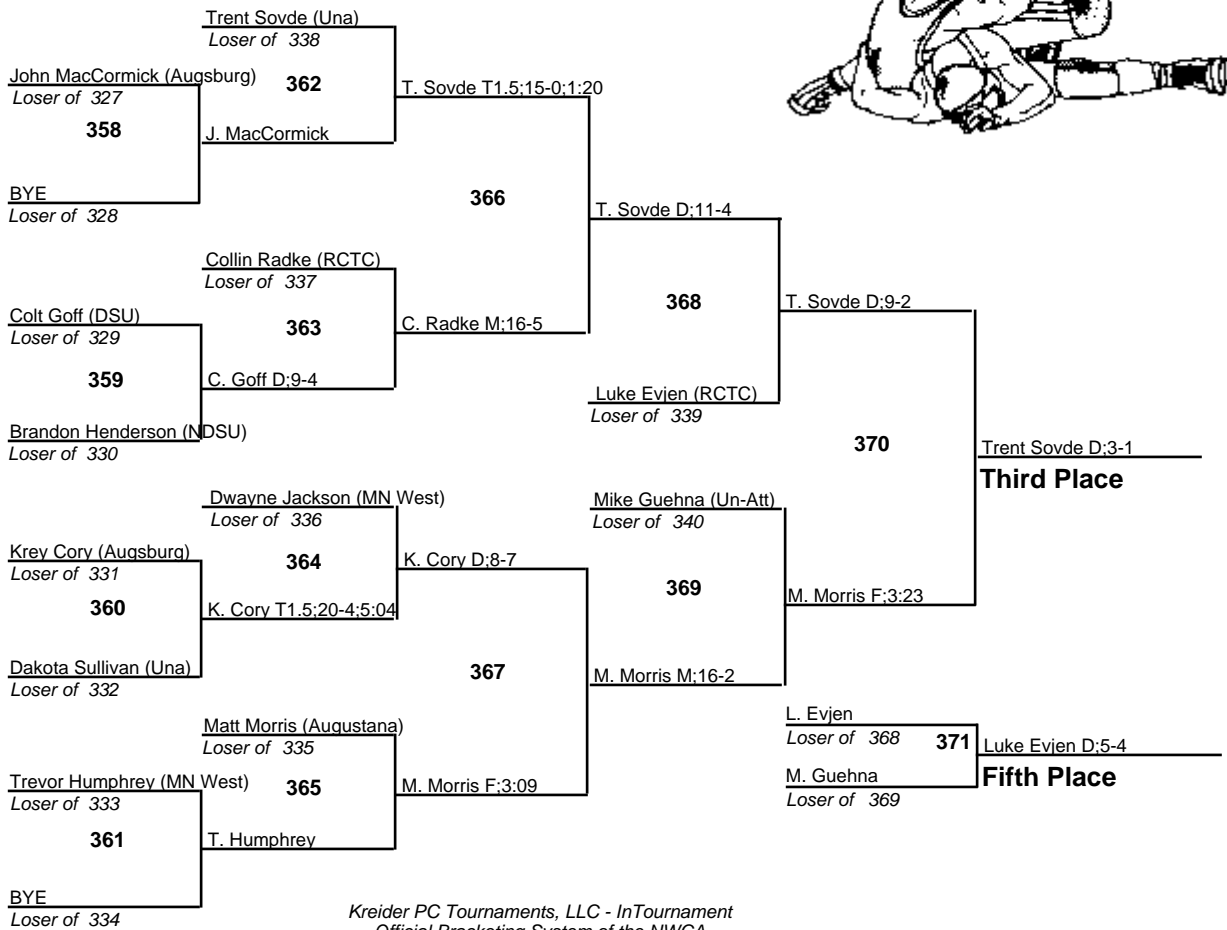 Trent Sovde (Una)
Loser of 338
John MacCormick (Augsburg)
Loser of 327
362
T. Sovde T1.5;15-0;1:20
358
J. MacCormick
BYE
Loser of 328
366
T. Sovde D;11-4
Collin Radke (RCTC)
Loser of 337
Colt Goff (DSU)
Loser of 329
363
C. Radke M;16-5
368
T. Sovde D;9-2
359
C. Goff D;9-4
Luke Evjen (RCTC)
Loser of 339
Brandon Henderson (NDSU)
Loser of 330
370
Trent Sovde D;3-1
Third Place
Dwayne Jackson (MN West)
Loser of 336
Mike Guehna (Un-Att)
Loser of 340
Krey Cory (Augsburg)
Loser of 331
364
K. Cory D;8-7
369
M. Morris F;3:23
360
K. Cory T1.5;20-4;5:04
Dakota Sullivan (Una)
Loser of 332
367
M. Morris M;16-2
Matt Morris (Augustana)
Loser of 335
L. Evjen
Loser of 368
371
Luke Evjen D;5-4
Fifth Place
M. Guehna
Loser of 369
Trevor Humphrey (MN West)
Loser of 333
365
M. Morris F;3:09
361
T. Humphrey
BYE
Loser of 334
Kreider PC Tournaments, LLC - InTournament
Official Bracketing System of the NWCA